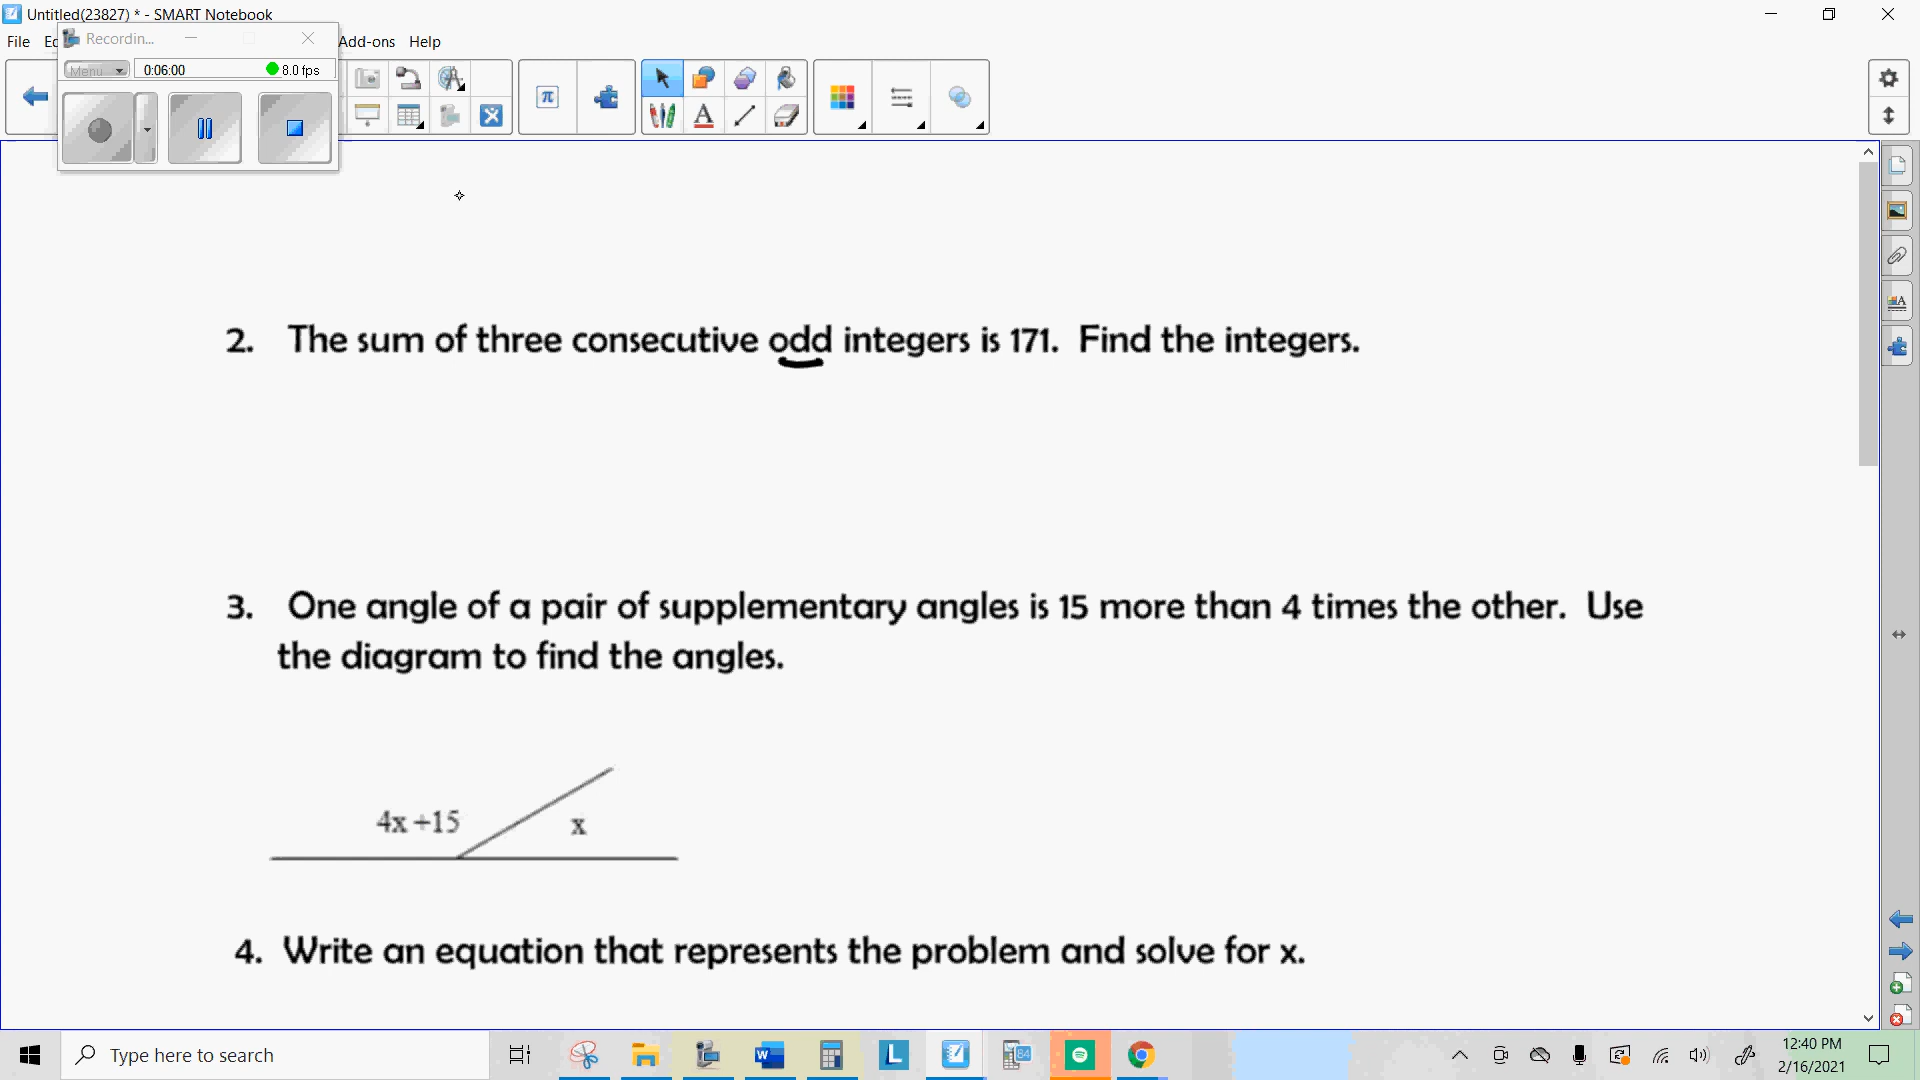 Untitled(23827) * - SMART Notebook
File
Recordin...
Add-ons Help
Menu 0:06:00 8.0 fps
π
A
2. The sum of three consecutive odd integers is 171. Find the integers.
3. One angle of a pair of supplementary angles is 15 more than 4 times the other. Use
the diagram to find the angles.
4x +15
x
4. Write an equation that represents the problem and solve for x.
Type here to search
W
L
84
12:40 PM
2/16/2021